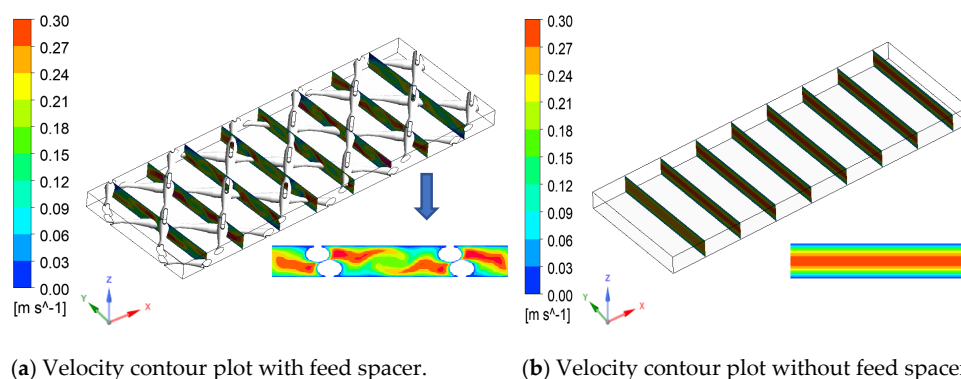 0.30
0.27
0.24
0.21
0.18
0.15
0.12
0.09
0.06
0.03
0.00
[m s^-1]
Z
Y
X
0.30
0.27
0.24
0.21
0.18
0.15
0.12
0.09
0.06
0.03
0.00
[m s^-1]
Z
Y
X
(a) Velocity contour plot with feed spacer.
(b) Velocity contour plot without feed spacer